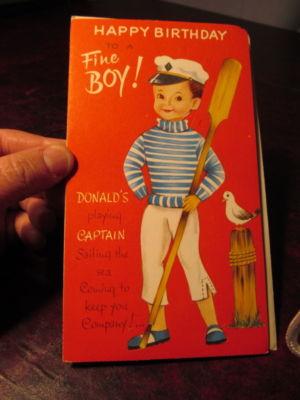 HAPPY BIRTHDAY
TO A
Fine
BOY!
DONALD'S
playing
CAPTAIN
Sailing the
sea
Coming to
keep you
Company!...